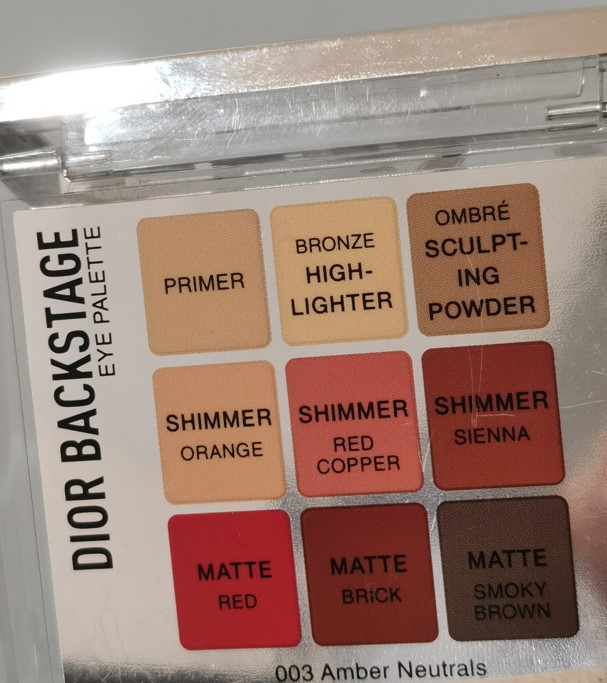 DIOR BACKSTAGE
EYE PALETTE
PRIMER
BRONZE
HIGH-
LIGHTER
OMBRÉ
SCULPT-
ING
POWDER
SHIMMER
ORANGE
SHIMMER
RED
COPPER
SHIMMER
SIENNA
MATTE
RED
MATTE
BRICK
MATTE
SMOKY
BROWN
003 Amber Neutrals